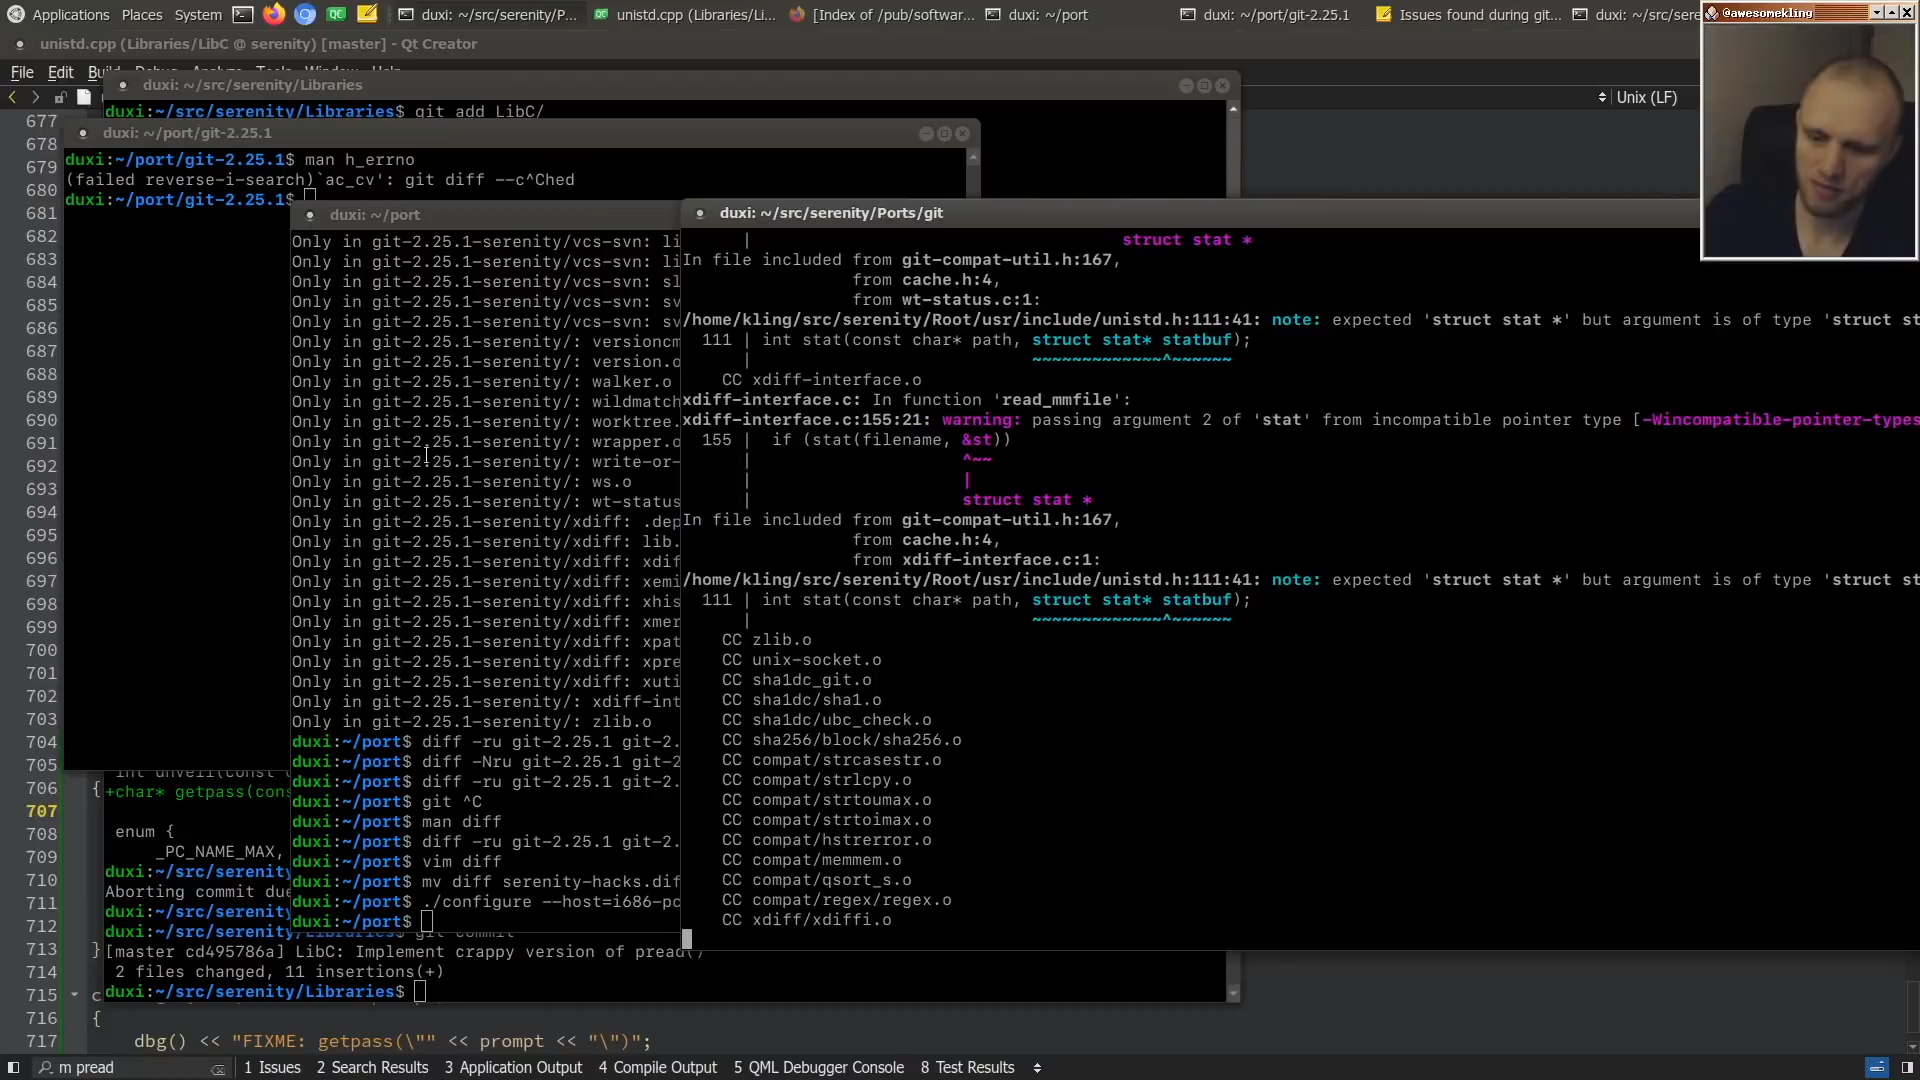 Applications Places System duxi: ~/src/serenity/P... unistd.cpp (Libraries/Li... [Index of /pub/softwar... duxi: ~/port duxi: ~/port/git-2.25.1 Issues found during git... duxi: ~/src/sere
@awesomekling
unistd.cpp (Libraries/LibC @ serenity) [master] - Qt Creator
File Edit Build
duxi: ~/src/serenity/Libraries
Unix (LF)
duxi:~/src/serenity/Libraries$ git add LibC/
duxi: ~/port/git-2.25.1
duxi:~/port/git-2.25.1$ man h_errno
(failed reverse-i-search)`ac_cv': git diff --c^Ched
duxi:~/port/git-2.25.1$
duxi: ~/port
Only in git-2.25.1-serenity/vcs-svn: li
Only in git-2.25.1-serenity/vcs-svn: li
Only in git-2.25.1-serenity/vcs-svn: sl
Only in git-2.25.1-serenity/vcs-svn: sv
Only in git-2.25.1-serenity/vcs-svn: sv
Only in git-2.25.1-serenity/: versioncm
Only in git-2.25.1-serenity/: version.o
Only in git-2.25.1-serenity/: walker.o
Only in git-2.25.1-serenity/: wildmatch
Only in git-2.25.1-serenity/: worktree.
Only in git-2.25.1-serenity/: wrapper.o
Only in git-2.25.1-serenity/: write-or-
Only in git-2.25.1-serenity/: ws.o
Only in git-2.25.1-serenity/: wt-status
Only in git-2.25.1-serenity/xdiff: .dep
Only in git-2.25.1-serenity/xdiff: lib.
Only in git-2.25.1-serenity/xdiff: xdif
Only in git-2.25.1-serenity/xdiff: xemi
Only in git-2.25.1-serenity/xdiff: xhis
Only in git-2.25.1-serenity/xdiff: xmer
Only in git-2.25.1-serenity/xdiff: xpat
Only in git-2.25.1-serenity/xdiff: xpre
Only in git-2.25.1-serenity/xdiff: xuti
Only in git-2.25.1-serenity/: xdiff-int
Only in git-2.25.1-serenity/: zlib.o
duxi:~/port$ diff -ru git-2.25.1 git-2.
duxi:~/port$ diff -Nru git-2.25.1 git-2
duxi:~/port$ diff -ru git-2.25.1 git-2.
duxi:~/port$ git ^C
duxi:~/port$ man diff
duxi:~/port$ diff -ru git-2.25.1 git-2.
duxi:~/port$ vim diff
duxi:~/port$ mv diff serenity-hacks.dif
duxi:~/port$ ./configure --host=i686-pc
duxi:~/port$
duxi: ~/src/serenity/Ports/git
| struct stat *
In file included from git-compat-util.h:167,
from cache.h:4,
from wt-status.c:1:
/home/kling/src/serenity/Root/usr/include/unistd.h:111:41: note: expected 'struct stat *' but argument is of type 'struct st
111 | int stat(const char* path, struct stat* statbuf);
| ~~~~~~~~~~~~~^~~~~~~
CC xdiff-interface.o
xdiff-interface.c: In function 'read_mmfile':
xdiff-interface.c:155:21: warning: passing argument 2 of 'stat' from incompatible pointer type [-Wincompatible-pointer-types
155 | if (stat(filename, &st))
| ^~~
| |
| struct stat *
In file included from git-compat-util.h:167,
from cache.h:4,
from xdiff-interface.c:1:
/home/kling/src/serenity/Root/usr/include/unistd.h:111:41: note: expected 'struct stat *' but argument is of type 'struct st
111 | int stat(const char* path, struct stat* statbuf);
| ~~~~~~~~~~~~~^~~~~~~
CC zlib.o
CC unix-socket.o
CC sha1dc_git.o
CC sha1dc/sha1.o
CC sha1dc/ubc_check.o
CC sha256/block/sha256.o
CC compat/strcasestr.o
CC compat/strlcpy.o
CC compat/strtoumax.o
CC compat/strtoimax.o
CC compat/hstrerror.o
CC compat/memmem.o
CC compat/qsort_s.o
CC compat/regex/regex.o
CC xdiff/xdiffi.o
677
678
679
680
681
682
683
684
685
686
687
688
689
690
691
692
693
694
695
696
697
698
699
700
701
702
703
704
705
706 {
707
708
709
710
711
712
713 }
714
715 c
716 {
717 dbg() << "FIXME: getpass(\"" << prompt << "\")";
+char* getpass(cons
enum {
_PC_NAME_MAX,
duxi:~/src/serenity/
Aborting commit due
duxi:~/src/serenity/
duxi:~/src/serenity/Libraries$ git commit
[master cd495786a] LibC: Implement crappy version of pread()
2 files changed, 11 insertions(+)
duxi:~/src/serenity/Libraries$
m pread 1 Issues 2 Search Results 3 Application Output 4 Compile Output 5 QML Debugger Console 8 Test Results